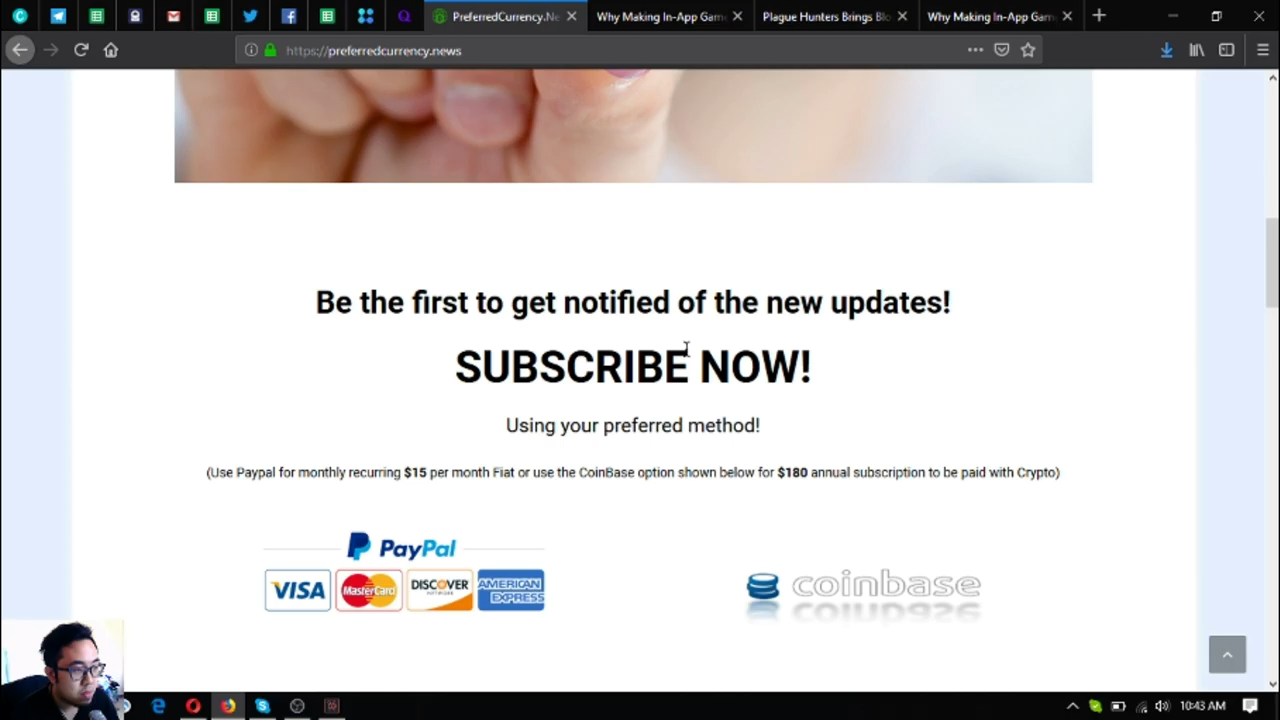 PreferredCurrency.Ne
Why Making In-App Gam
Plague Hunters Brings Blo
Why Making In-App Gam
https://preferredcurrency.news
Be the first to get notified of the new updates!
SUBSCRIBE NOW!
Using your preferred method!
(Use Paypal for monthly recurring $15 per month Fiat or use the CoinBase option shown below for $180 annual subscription to be paid with Crypto)
PayPal
VISA
MasterCard
DISCOVER
NETWORK
AMERICAN
EXPRESS
coinbase
10:43 AM